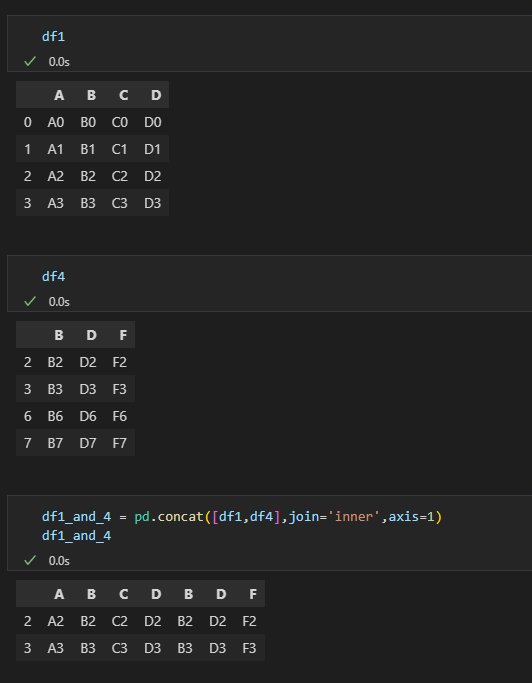 df1
0.0s
A B C D
0 A0 B0 C0 D0
1 A1 B1 C1 D1
2 A2 B2 C2 D2
3 A3 B3 C3 D3
df4
0.0s
B D F
2 B2 D2 F2
3 B3 D3 F3
6 B6 D6 F6
7 B7 D7 F7
df1_and_4 = pd.concat([df1,df4],join='inner',axis=1)
df1_and_4
0.0s
A B C D B D F
2 A2 B2 C2 D2 B2 D2 F2
3 A3 B3 C3 D3 B3 D3 F3